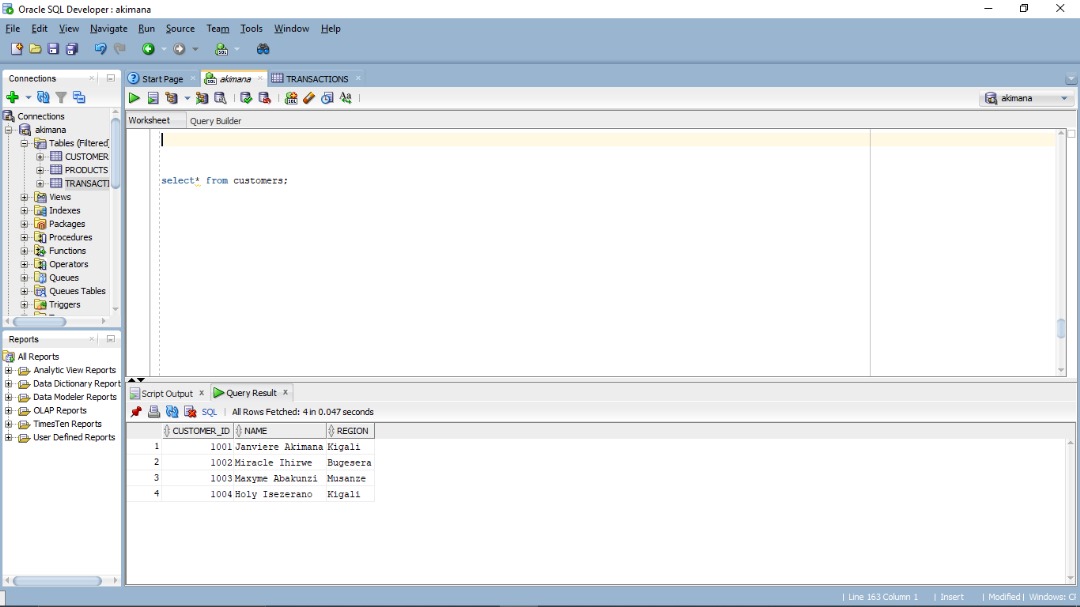 Oracle SQL Developer : akimana
File Edit View Navigate Run Source Team Tools Window Help
Connections
Start Page akimana TRANSACTIONS
akimana
Connections
akimana
Tables (Filtered)
CUSTOMER
PRODUCTS
TRANSACTI
Views
Indexes
Packages
Procedures
Functions
Operators
Queues
Queues Tables
Triggers
Worksheet Query Builder
select* from customers;
Reports
All Reports
Analytic View Reports
Data Dictionary Report
Data Modeler Reports
OLAP Reports
TimesTen Reports
User Defined Reports
Script Output x Query Result x
SQL | All Rows Fetched: 4 in 0.047 seconds
CUSTOMER_ID NAME REGION
1 1001 Janviere Akimana Kigali
2 1002 Miracle Ihirwe Bugesera
3 1003 Maxyme Abakunzi Musanze
4 1004 Holy Isezerano Kigali
| Line 163 Column 1 | Insert | Modified | Windows: C